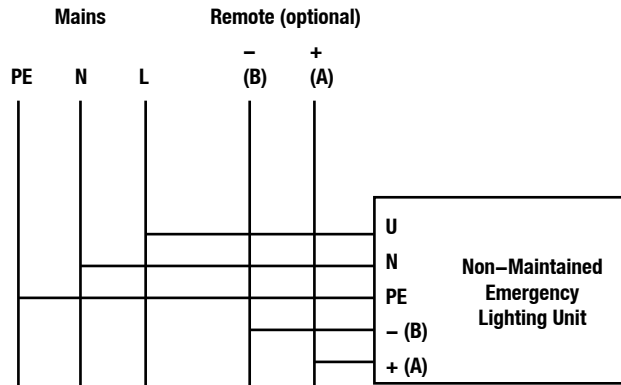 Mains Remote (optional)
– +
PE N L (B) (A)
U
N
PE
– (B)
+ (A)
Non–Maintained
Emergency
Lighting Unit